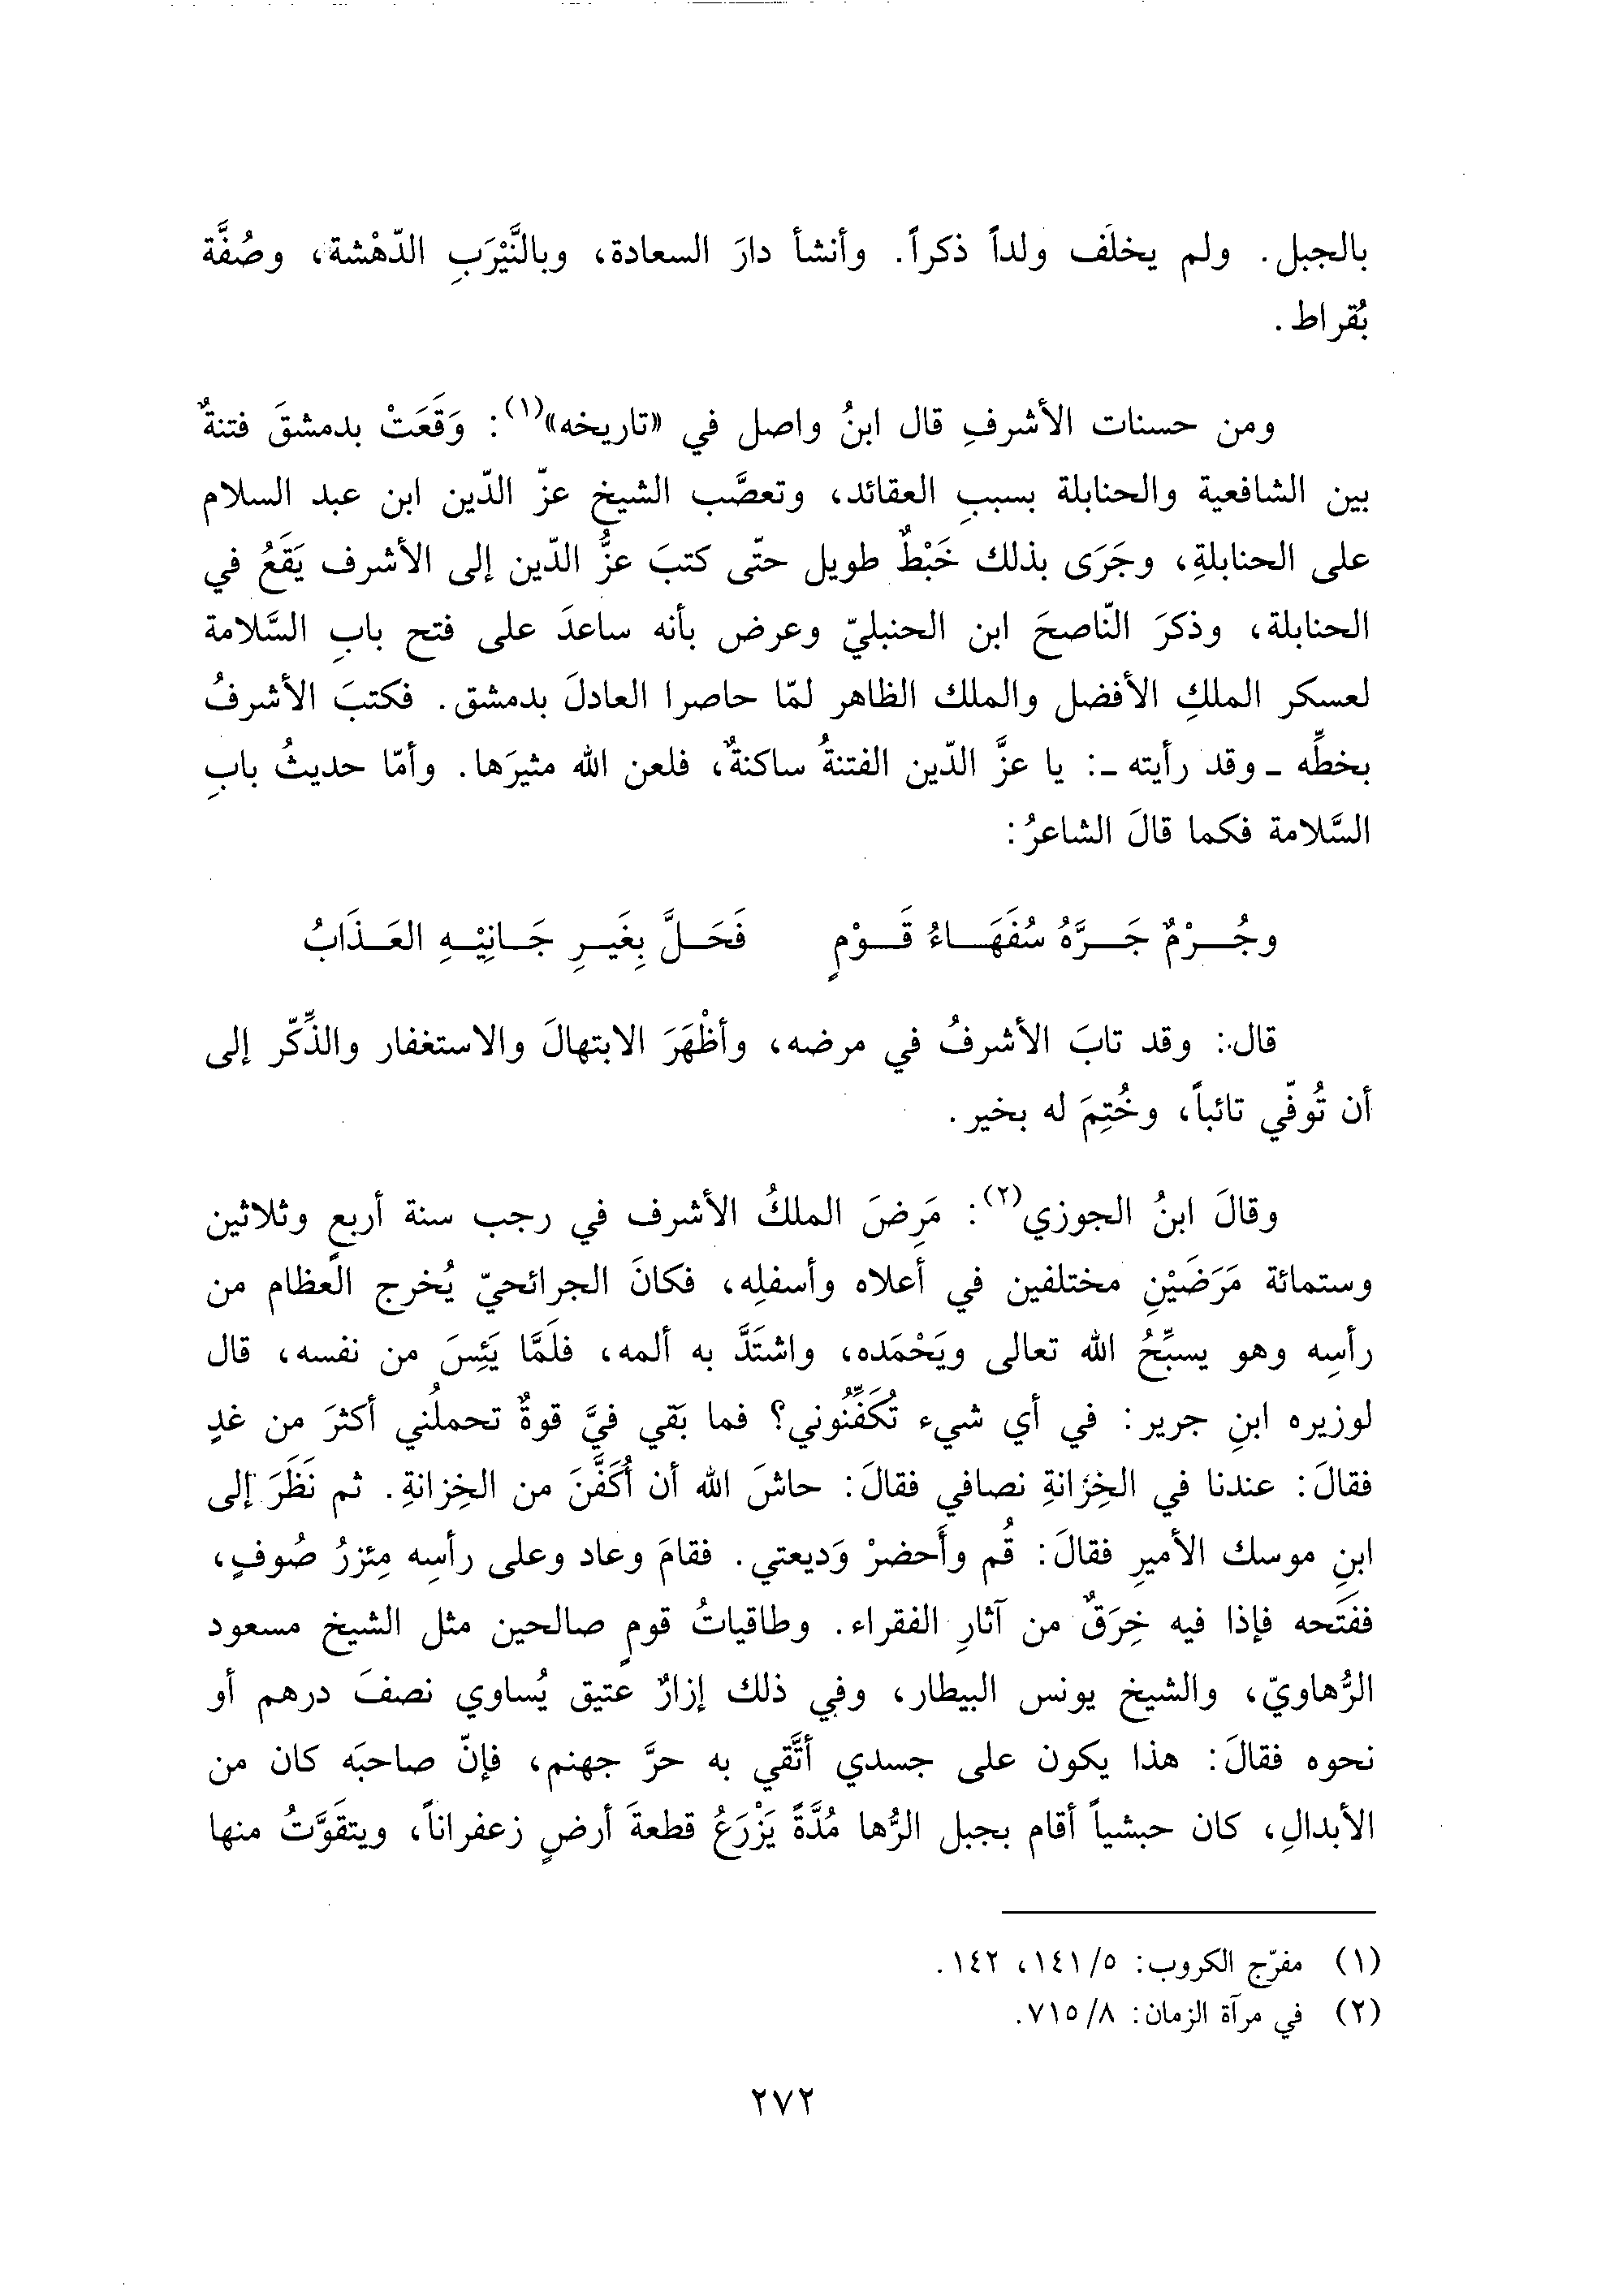 بالجبل. ولم يخلَف ولداً ذكراً. وأنشأ دارَ السعادة، وبالنَّيْرَبِ الدّهْشة، وصُفَّة
بُقراط.
ومن حسنات الأشرفِ قال ابنُ واصل في «تاريخه»(١): وَقَعَتْ بدمشقَ فتنةٌ
بين الشافعية والحنابلة بسببِ العقائد، وتعصَّب الشيخ عزّ الدّين ابن عبد السلام
على الحنابلةِ، وجَرَى بذلك خَبْطٌ طويل حتّى كتبَ عزُّ الدّين إلى الأشرف يَقَعُ في
الحنابلة، وذكرَ النّاصحَ ابن الحنبليّ وعرض بأنه ساعدَ على فتح بابِ السَّلامة
لعسكر الملكِ الأفضل والملك الظاهر لمّا حاصرا العادلَ بدمشق. فكتبَ الأشرفُ
بخطِّه ـ وقد رأيته ـ: يا عزَّ الدّين الفتنةُ ساكنةٌ، فلعن الله مثيرَها. وأمّا حديثُ بابِ
السَّلامة فكما قالَ الشاعرُ:
وجُـــرْمٌ جَـــرَّهُ سُفَهَـــاءُ قَـــوْمٍ فَحَـلَّ بِغَيـرِ جَـانِيْـهِ العَـذَابُ
قال: وقد تابَ الأشرفُ في مرضه، وأظْهَرَ الابتهالَ والاستغفار والذِّكّر إلى
أن تُوفّي تائباً، وخُتِمَ له بخير.
وقالَ ابنُ الجوزي(٢): مَرِضَ الملكُ الأشرف في رجب سنة أربعٍ وثلاثين
وستمائة مَرَضَيْنِ مختلفين في أعلاه وأسفلِه، فكانَ الجرائحيّ يُخرج العظام من
رأسِه وهو يسبِّحُ الله تعالى ويَحْمَده، واشتَدَّ به ألمه، فلَمَّا يَئِسَ من نفسه، قال
لوزيره ابنِ جرير: في أي شيء تُكَفِّنُوني؟ فما بَقي فيَّ قوةٌ تحملُني أكثرَ من غدٍ
فقالَ: عندنا في الخِزَانةِ نصافي فقالَ: حاشَ الله أن أُكَفَّنَ من الخِزانةِ. ثم نَظَرَ إلى
ابنِ موسك الأميرِ فقالَ: قُم وأَحضرْ وَديعتي. فقامَ وعاد وعلى رأسِه مِئزرُ صُوفٍ،
ففَتَحه فإذا فيه خِرَقٌ من آثارِ الفقراء. وطاقياتُ قومٍ صالحين مثل الشيخ مسعود
الرُّهاويّ، والشيخ يونس البيطار، وفي ذلك إزارٌ عتيق يُساوي نصفَ درهم أو
نحوه فقالَ: هذا يكون على جسدي أتَّقي به حرَّ جهنم، فإنّ صاحبَه كان من
الأبدالِ، كان حبشياً أقام بجبل الرُّها مُدَّةً يَزْرَعُ قطعةَ أرضٍ زعفراناً، ويتقَوَّتُ منها
(١) مفرّج الكروب: ١٤١/٥، ١٤٢.
(٢) في مرآة الزمان: ٧١٥/٨.
٢٧٢